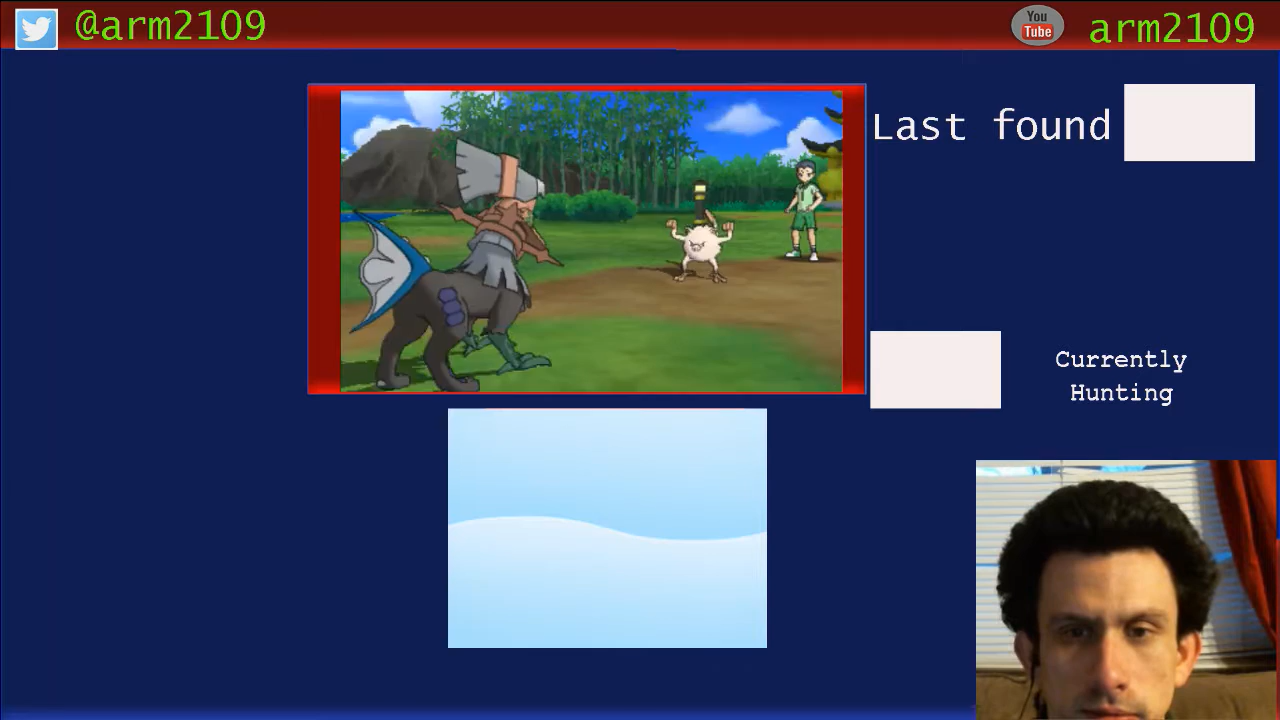 @arm2109
You
Tube
arm2109
Last found
Currently
Hunting